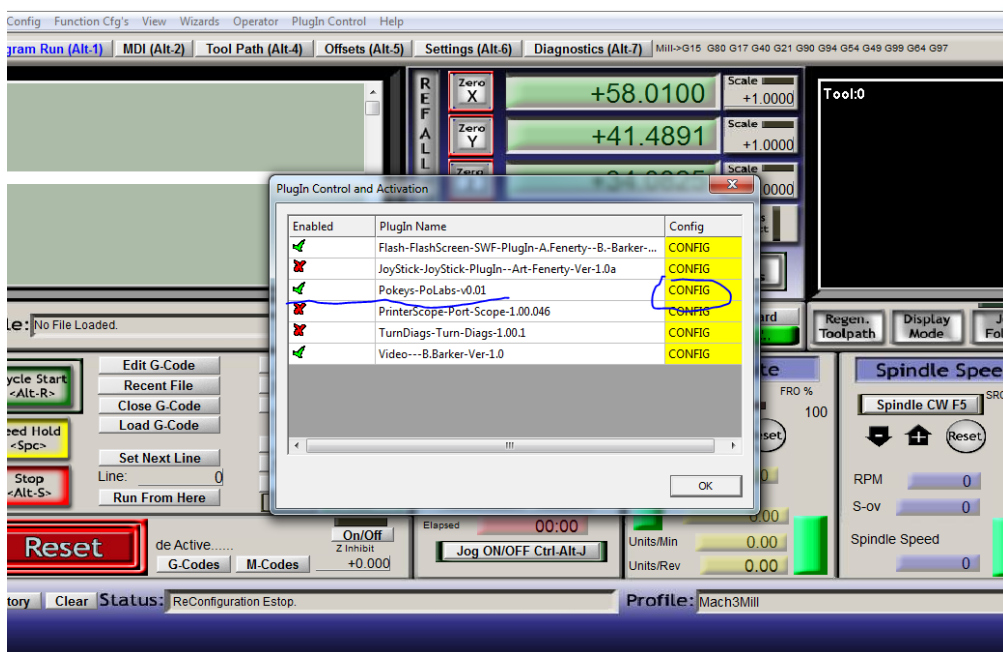 Config Function Cfg's View Wizards Operator PlugIn Control Help
gram Run (Alt-1) MDI (Alt-2) Tool Path (Alt-4) Offsets (Alt-5) Settings (Alt-6) Diagnostics (Alt-7) Mill->G15 G80 G17 G40 G21 G90 G94 G54 G49 G99 G64 G97
REF ALL
Zero X +58.0100 Scale +1.0000
Zero Y +41.4891 Scale +1.0000
Scale
Tool:0
PlugIn Control and Activation
Enabled PlugIn Name Config
Flash-FlashScreen-SWF-PlugIn-A.Fenerty--B.-Barker-... CONFIG
JoyStick-JoyStick-PlugIn--Art-Fenerty-Ver-1.0a CONFIG
Pokeys-PoLabs-v0.01 CONFIG
PrinterScope-Port-Scope-1.00.046 CONFIG
TurnDiags-Turn-Diags-1.00.1 CONFIG
Video---B.Barker-Ver-1.0 CONFIG
OK
le: No File Loaded.
Regen. Toolpath Display Mode
ycle Start <Alt-R>
eed Hold <Spc>
Stop <Alt-S>
Edit G-Code
Recent File
Close G-Code
Load G-Code
Set Next Line
Line: 0
Run From Here
FRO %
100
Spindle Spee
Spindle CW F5 SRO
Reset
RPM 0
S-ov 0
Spindle Speed
0
Reset
de Active......
G-Codes M-Codes
On/Off
Z Inhibit
+0.000
Elapsed 00:00
Jog ON/OFF Ctrl-Alt-J
Units/Min 0.00
Units/Rev 0.00
tory Clear Status: ReConfiguration Estop. Profile: Mach3Mill